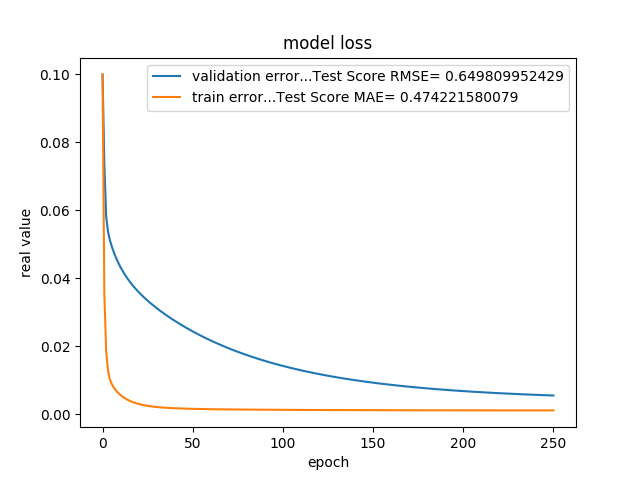 model loss
validation error...Test Score RMSE= 0.649809952429
train error...Test Score MAE= 0.474221580079
real value
0.10
0.08
0.06
0.04
0.02
0.00
0 50 100 150 200 250
epoch